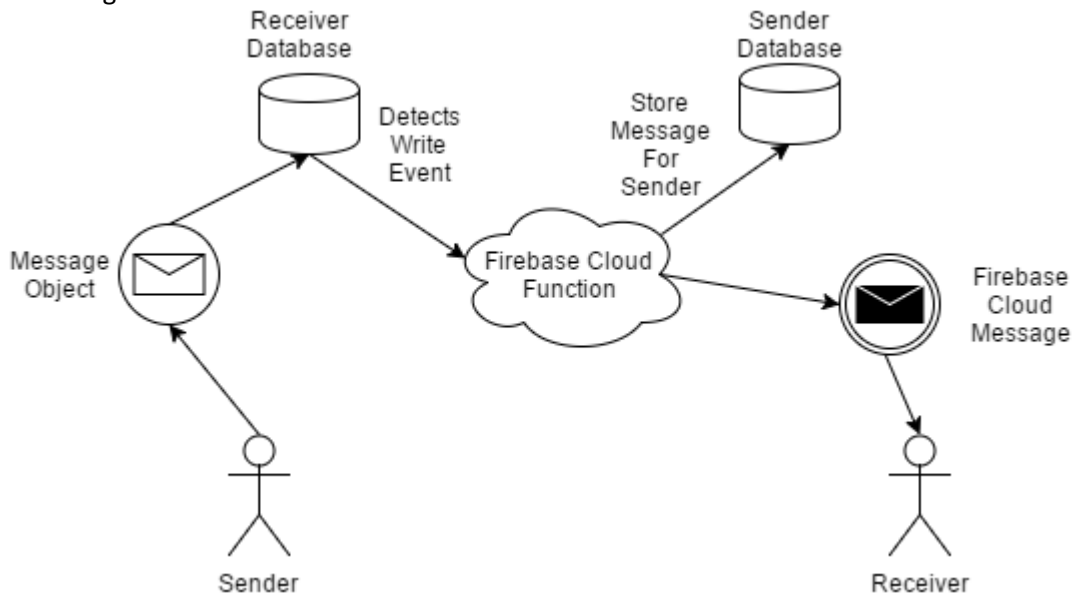 Receiver
Database
Sender
Database
Detects
Write
Event
Store
Message
For
Sender
Message
Object
Firebase Cloud
Function
Firebase
Cloud
Message
Sender
Receiver